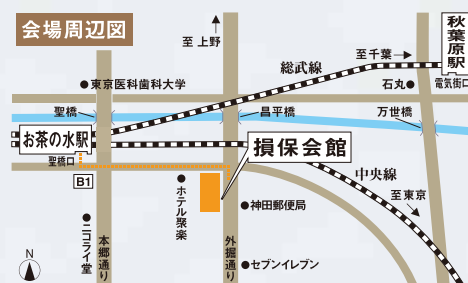 会場周辺図
至 上野
秋葉原駅
至千葉
総武線
東京医科歯科大学
石丸
電気街口
聖橋
昌平橋
万世橋
お茶の水駅
聖橋口
損保会館
B1
中央線
至東京
ホテル聚楽
神田郵便局
ニコライ堂
本郷通り
外掘通り
セブンイレブン
N